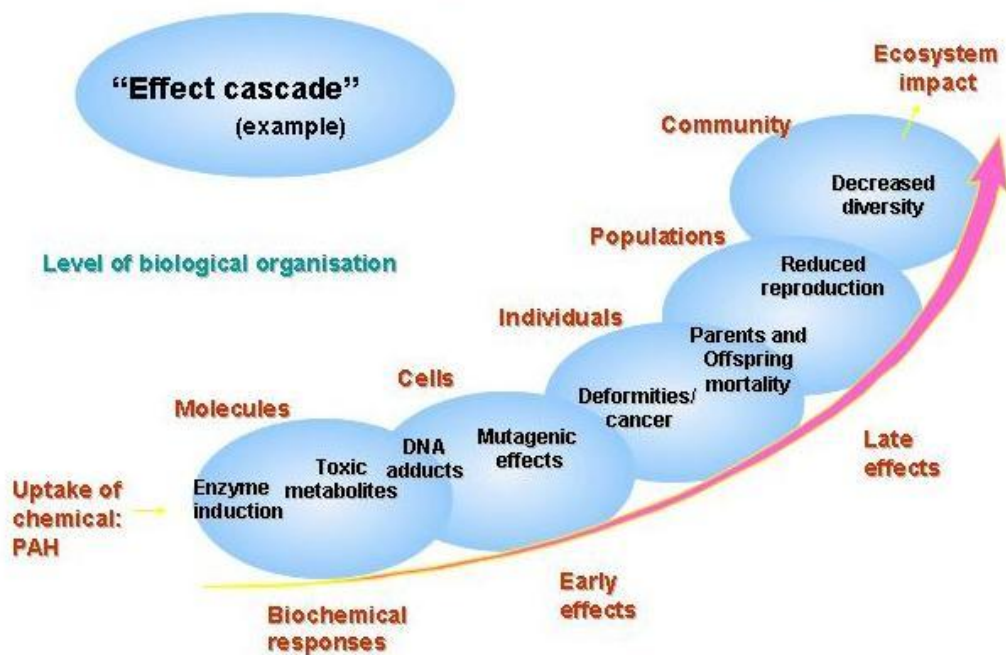 “Effect cascade”
(example)
Ecosystem
impact
Community
Decreased
diversity
Populations
Level of biological organisation
Reduced
reproduction
Individuals
Parents and
Offspring
mortality
Cells
Deformities/
cancer
Molecules
Mutagenic
effects
DNA
adducts
Toxic
metabolites
Enzyme
induction
Late
effects
Uptake of
chemical:
PAH
Early
effects
Biochemical
responses